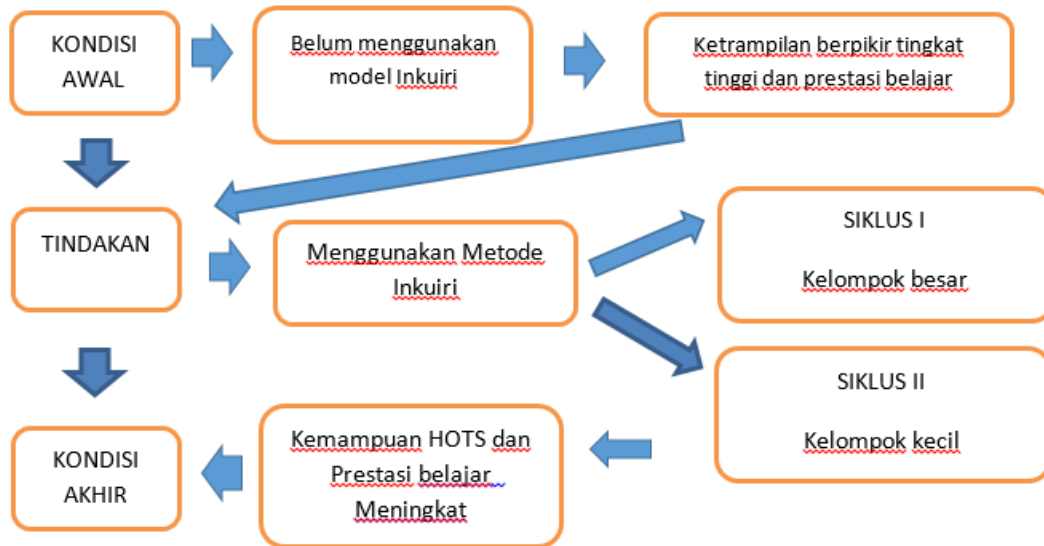 KONDISI
AWAL
Belum menggunakan
model Inkuiri
Ketrampilan berpikir tingkat
tinggi dan prestasi belajar
TINDAKAN
Menggunakan Metode
Inkuiri
SIKLUS I
Kelompok besar
SIKLUS II
Kelompok kecil
Kemampuan HOTS dan
Prestasi belajar
Meningkat
KONDISI
AKHIR